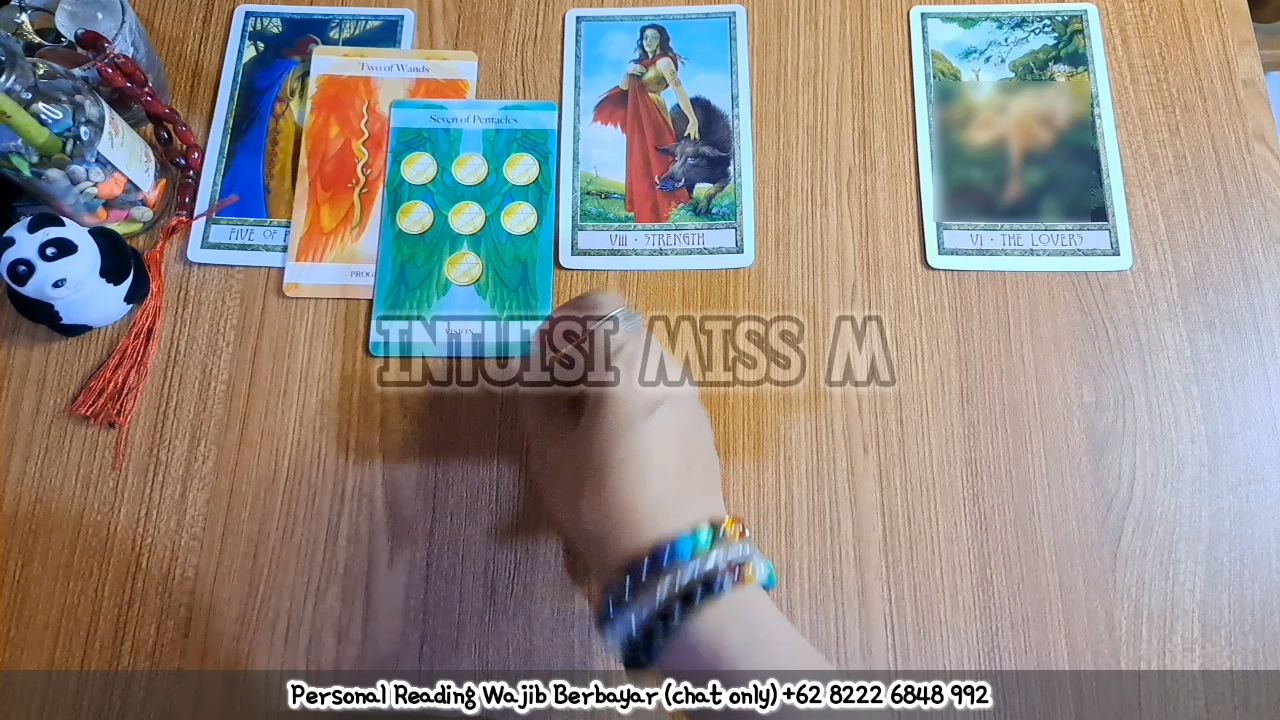 Two of Wands
Seven of Pentacles
FIVE OF
VIII · STRENGTH
VI · THE LOVERS
VISION
INTUISI MISS M
Personal Reading Wajib Berbayar (chat only) +62 8222 6848 992